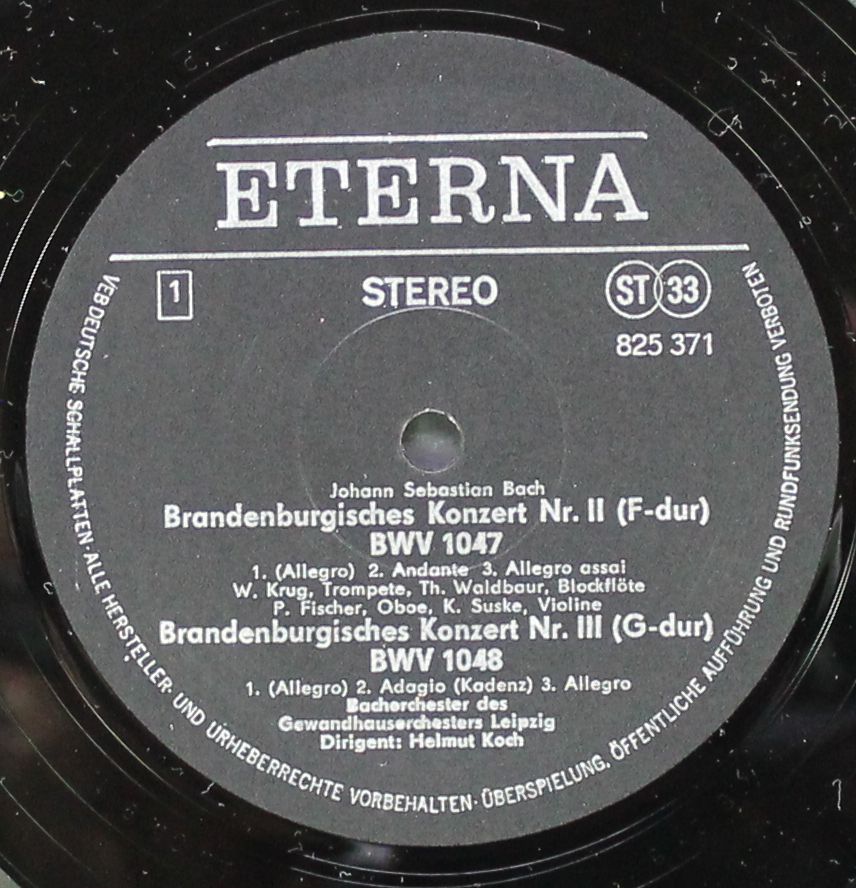 ETERNA
1
STEREO
ST 33
825 371
Johann Sebastian Bach
Brandenburgisches Konzert Nr. II (F-dur)
BWV 1047
1. (Allegro) 2. Andante 3. Allegro assai
W. Krug, Trompete, Th. Waldbaur, Blockflöte
P. Fischer, Oboe, K. Suske, Violine
Brandenburgisches Konzert Nr. III (G-dur)
BWV 1048
1. (Allegro) 2. Adagio (Kadenz) 3. Allegro
Bachorchester des
Gewandhausorchesters Leipzig
Dirigent: Helmut Koch
VEB DEUTSCHE SCHALLPLATTEN · ALLE HERSTELLER- UND URHEBERRECHTE VORBEHALTEN · ÜBERSPIELUNG, ÖFFENTLICHE AUFFÜHRUNG UND RUNDFUNKSENDUNG VERBOTEN